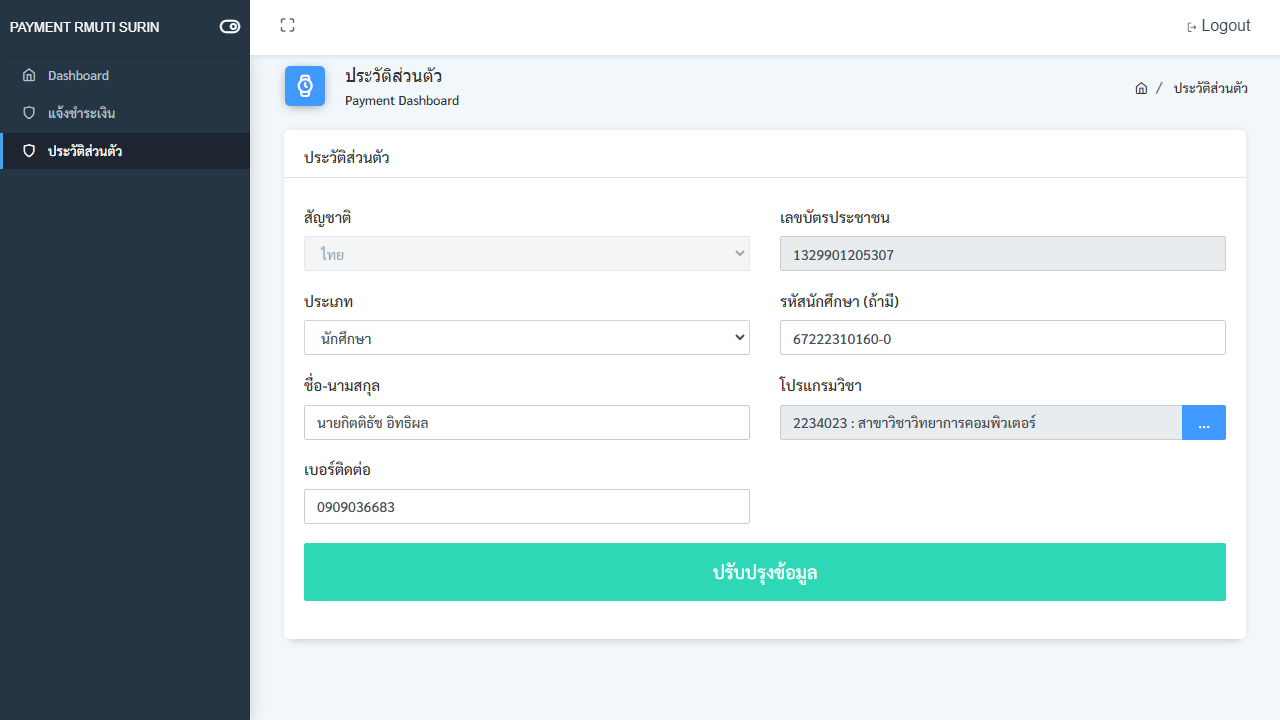 PAYMENT RMUTI SURIN
Logout
Dashboard
แจ้งชำระเงิน
ประวัติส่วนตัว
ประวัติส่วนตัว
Payment Dashboard
/ ประวัติส่วนตัว
ประวัติส่วนตัว
สัญชาติ
ไทย
เลขบัตรประชาชน
1329901205307
ประเภท
นักศึกษา
รหัสนักศึกษา (ถ้ามี)
67222310160-0
ชื่อ-นามสกุล
นายกิตติธัช อิทธิผล
โปรแกรมวิชา
2234023 : สาขาวิชาวิทยาการคอมพิวเตอร์
...
เบอร์ติดต่อ
0909036683
ปรับปรุงข้อมูล